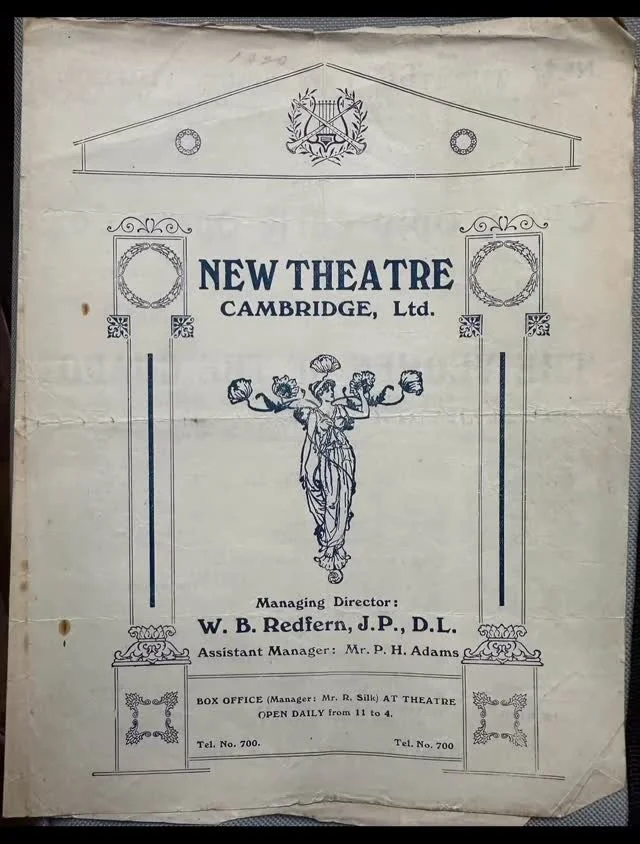 1920
NEW THEATRE
CAMBRIDGE, Ltd.
Managing Director:
W. B. Redfern, J.P., D.L.
Assistant Manager: Mr. P. H. Adams
BOX OFFICE (Manager: Mr. R. Silk) AT THEATRE
OPEN DAILY from 11 to 4.
Tel. No. 700. Tel. No. 700